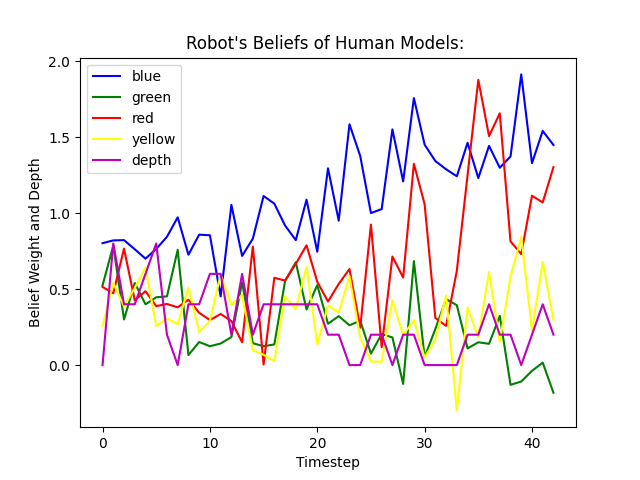 Robot's Beliefs of Human Models:
2.0
1.5
1.0
0.5
0.0
Belief Weight and Depth
blue
green
red
yellow
depth
0
10
20
30
40
Timestep